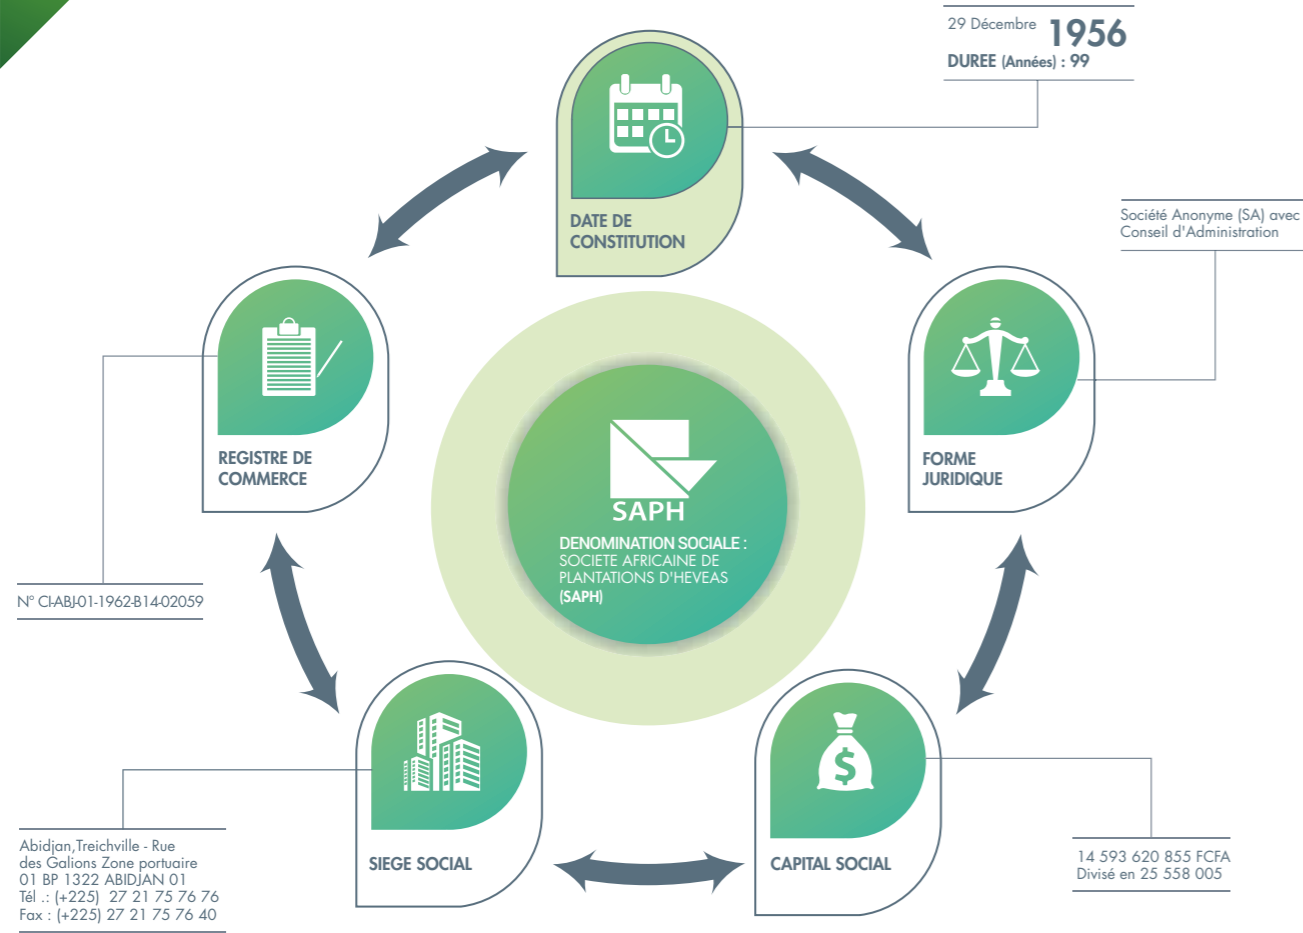 29 Décembre 1956
DUREE (Années) : 99
DATE DE
CONSTITUTION
Société Anonyme (SA) avec
Conseil d'Administration
FORME
JURIDIQUE
REGISTRE DE
COMMERCE
N° CI-ABJ-01-1962-B14-02059
SAPH
DENOMINATION SOCIALE :
SOCIETE AFRICAINE DE
PLANTATIONS D'HEVEAS
(SAPH)
SIEGE SOCIAL
Abidjan,Treichville - Rue
des Galions Zone portuaire
01 BP 1322 ABIDJAN 01
Tél .: (+225) 27 21 75 76 76
Fax : (+225) 27 21 75 76 40
$
CAPITAL SOCIAL
14 593 620 855 FCFA
Divisé en 25 558 005